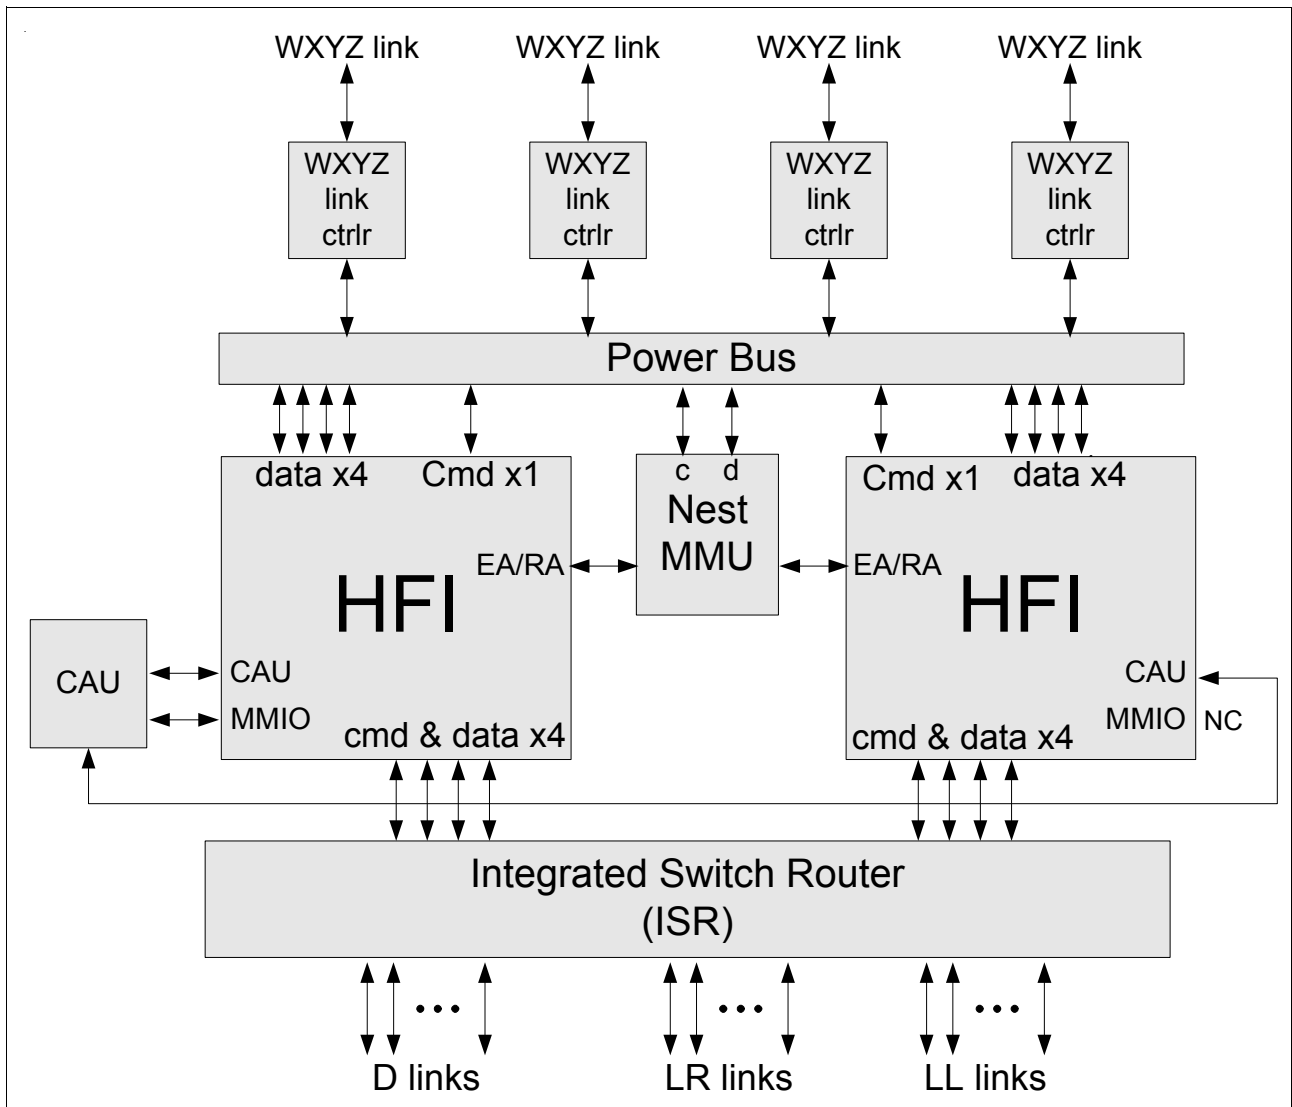 WXYZ link WXYZ link WXYZ link WXYZ link
WXYZ WXYZ WXYZ WXYZ
link link link link
ctrlr ctrlr ctrlr ctrlr
Power Bus
data x4 Cmd x1 c d Cmd x1 data x4
Nest
MMU
EA/RA EA/RA
HFI HFI
CAU CAU CAU
MMIO MMIO NC
cmd & data x4 cmd & data x4
Integrated Switch Router
(ISR)
D links LR links LL links